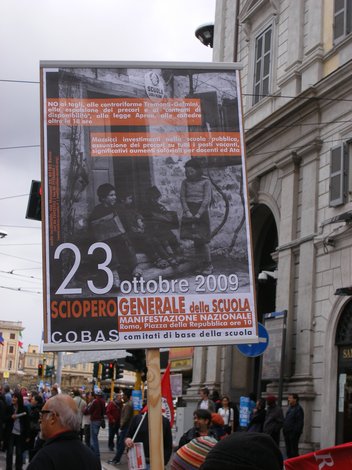 SCUOLA
NO ai tagli, alle controriforme Tremonti-Gelmini,
alla espulsione dei precari e ai "contratti di
disponibilità", alla legge Aprea, alle cattedre
oltre le 18 ore
Massicci investimenti nella scuola pubblica,
assunzione dei precari su tutti i posti vacanti,
significativi aumenti salariali per docenti ed Ata
23 ottobre 2009
SCIOPERO GENERALE della SCUOLA
MANIFESTAZIONE NAZIONALE
Roma, Piazza della Repubblica ore 10
COBAS comitati di base della scuola